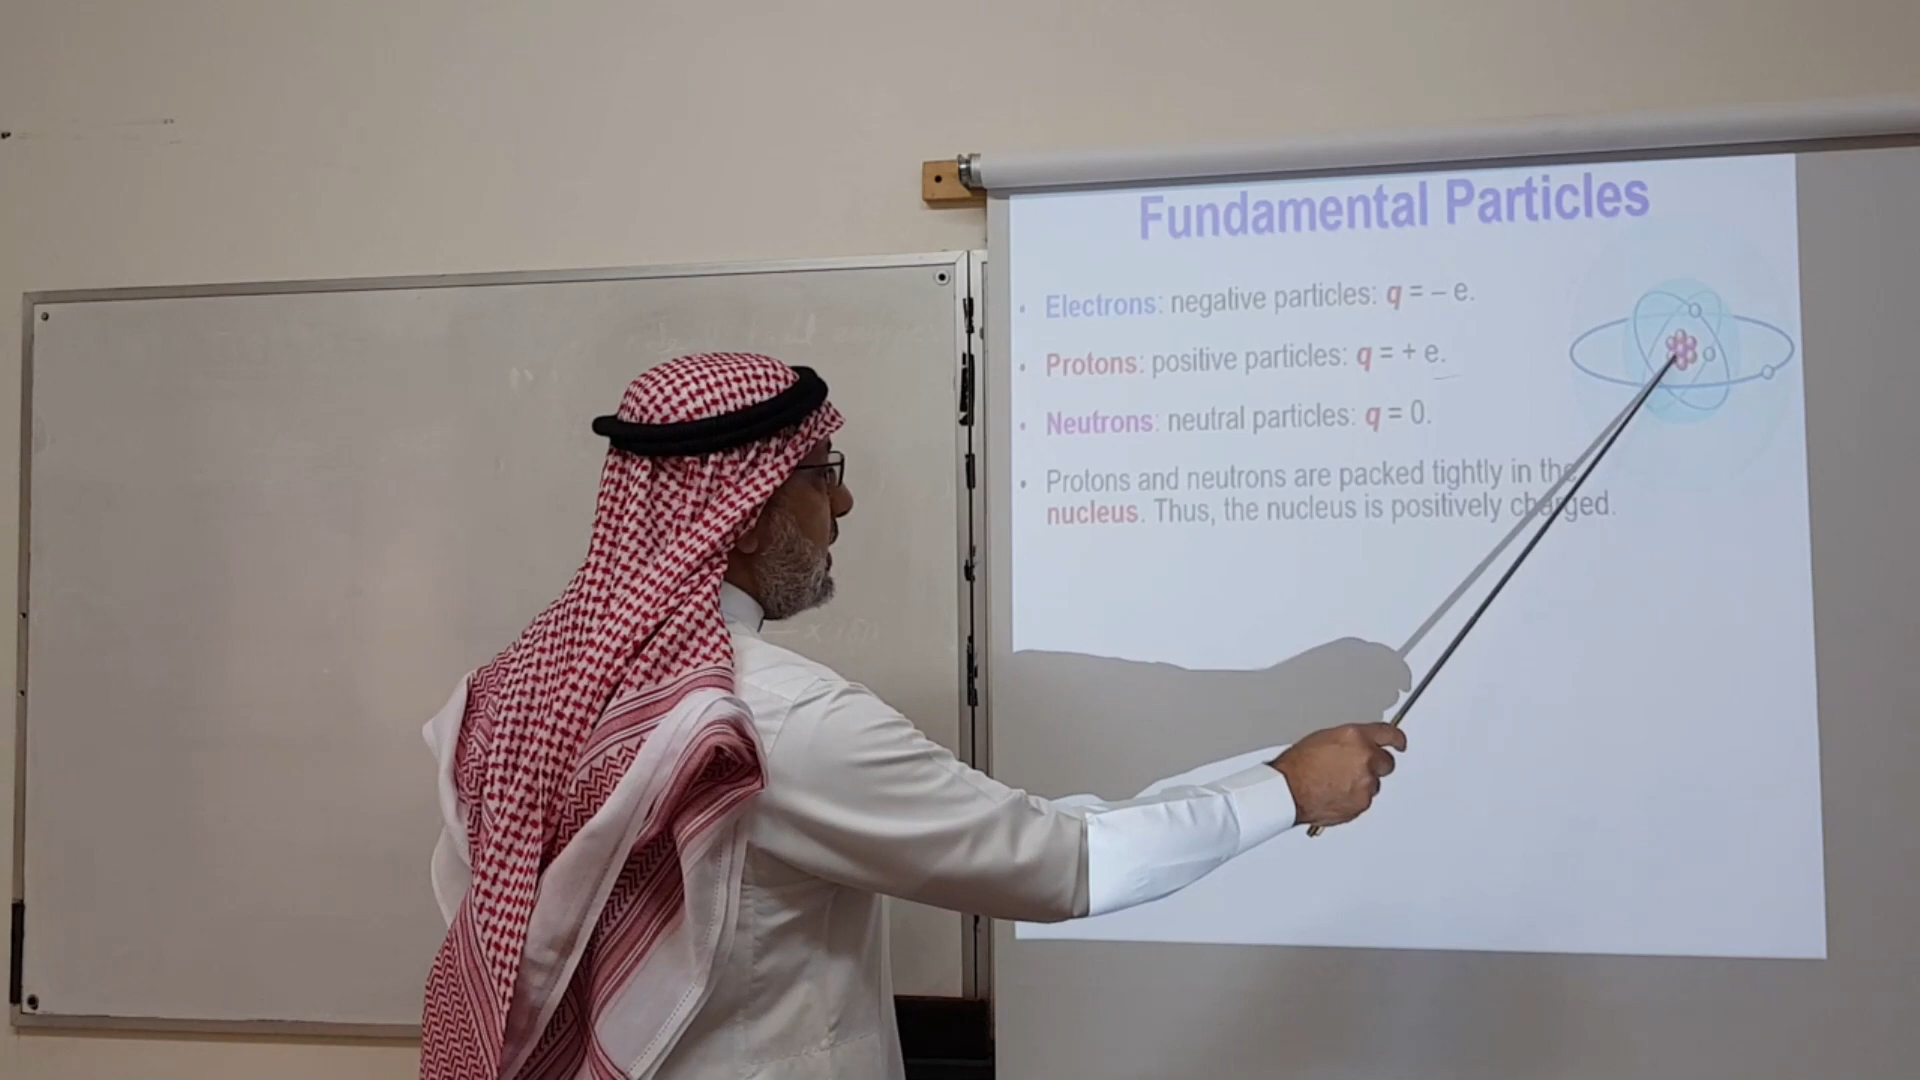 Fundamental Particles
• Electrons: negative particles: q = – e.
• Protons: positive particles: q = + e.
• Neutrons: neutral particles: q = 0.
• Protons and neutrons are packed tightly in the
nucleus. Thus, the nucleus is positively charged.